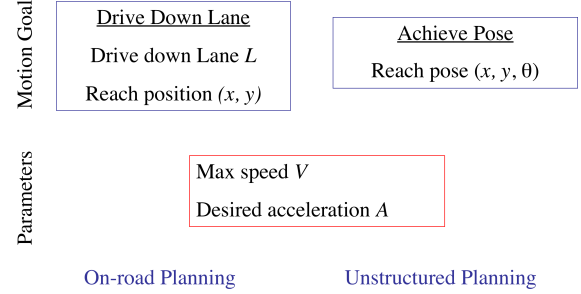 Motion Goal
Drive Down Lane
Drive down Lane L
Reach position (x, y)
Achieve Pose
Reach pose (x, y, θ)
Parameters
Max speed V
Desired acceleration A
On-road Planning
Unstructured Planning